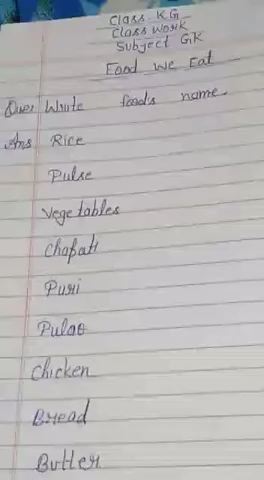 Class KG
Class Work
Subject GK
Food We Eat
Ques Write foods name.
Ans Rice
Pulse
Vegetables
Chapati
Puri
Pulao
Chicken
Bread
Butter